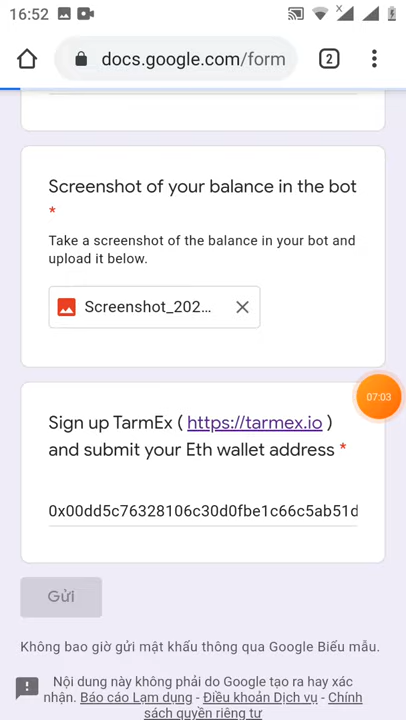 16:52
docs.google.com/form
2
Screenshot of your balance in the bot
*
Take a screenshot of the balance in your bot and
upload it below.
Screenshot_202...
Sign up TarmEx ( https://tarmex.io )
and submit your Eth wallet address *
07:03
0x00dd5c76328106c30d0fbe1c66c5ab51d
Gửi
Không bao giờ gửi mật khẩu thông qua Google Biểu mẫu.
Nội dung này không phải do Google tạo ra hay xác
nhận. Báo cáo Lạm dụng - Điều khoản Dịch vụ - Chính
sách quyền riêng tư